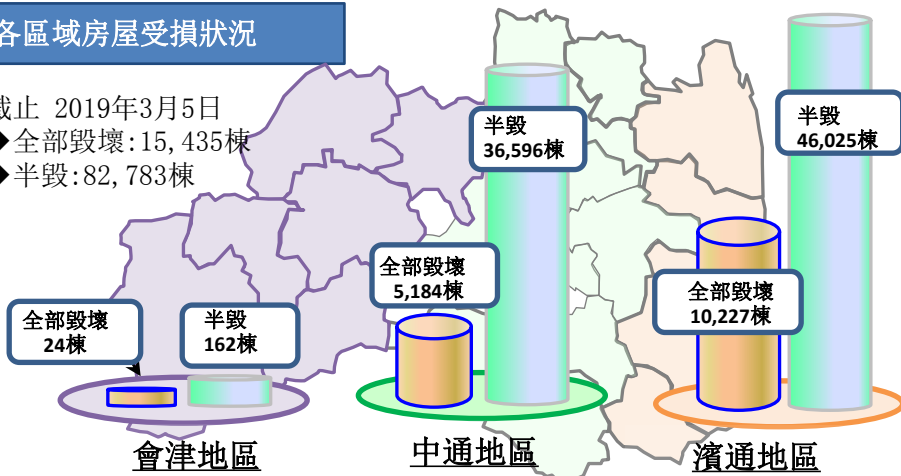 各區域房屋受損狀況
截止 2019年3月5日
◆全部毀壞:15,435棟
◆半毀:82,783棟
全部毀壞
24棟
半毀
162棟
全部毀壞
5,184棟
半毀
36,596棟
全部毀壞
10,227棟
半毀
46,025棟
會津地區
中通地區
濱通地區